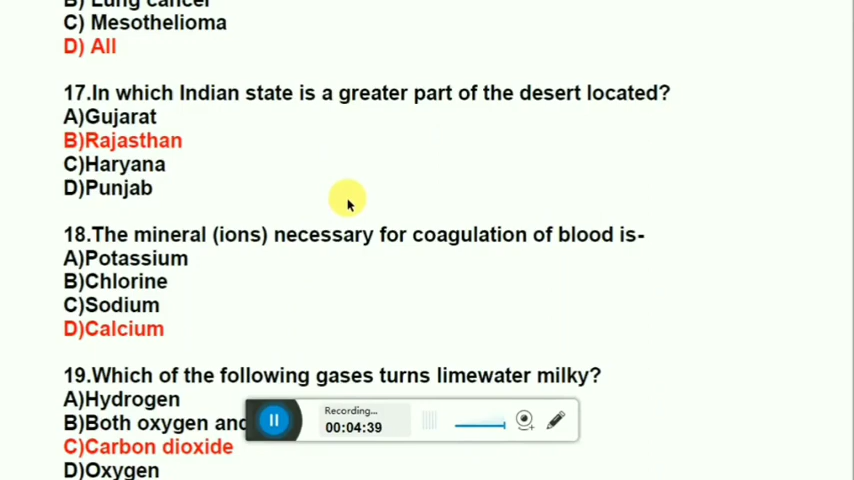 B) Lung cancer
C) Mesothelioma
D) All
17.In which Indian state is a greater part of the desert located?
A)Gujarat
B)Rajasthan
C)Haryana
D)Punjab
18.The mineral (ions) necessary for coagulation of blood is-
A)Potassium
B)Chlorine
C)Sodium
D)Calcium
19.Which of the following gases turns limewater milky?
A)Hydrogen
B)Both oxygen and
Recording...
00:04:39
C)Carbon dioxide
D)Oxygen